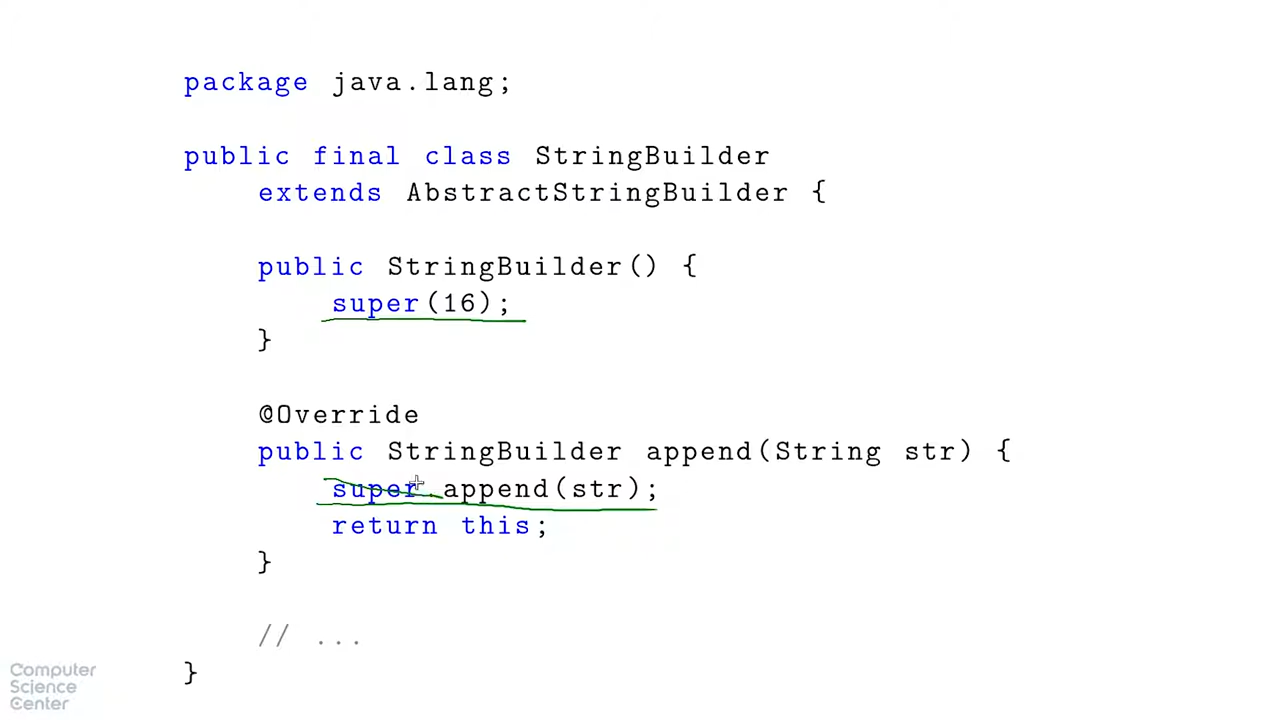 package java.lang;
public final class StringBuilder
extends AbstractStringBuilder {
public StringBuilder() {
super(16);
}
@Override
public StringBuilder append(String str) {
super.append(str);
return this;
}
// ...
}
Computer
Science
Center